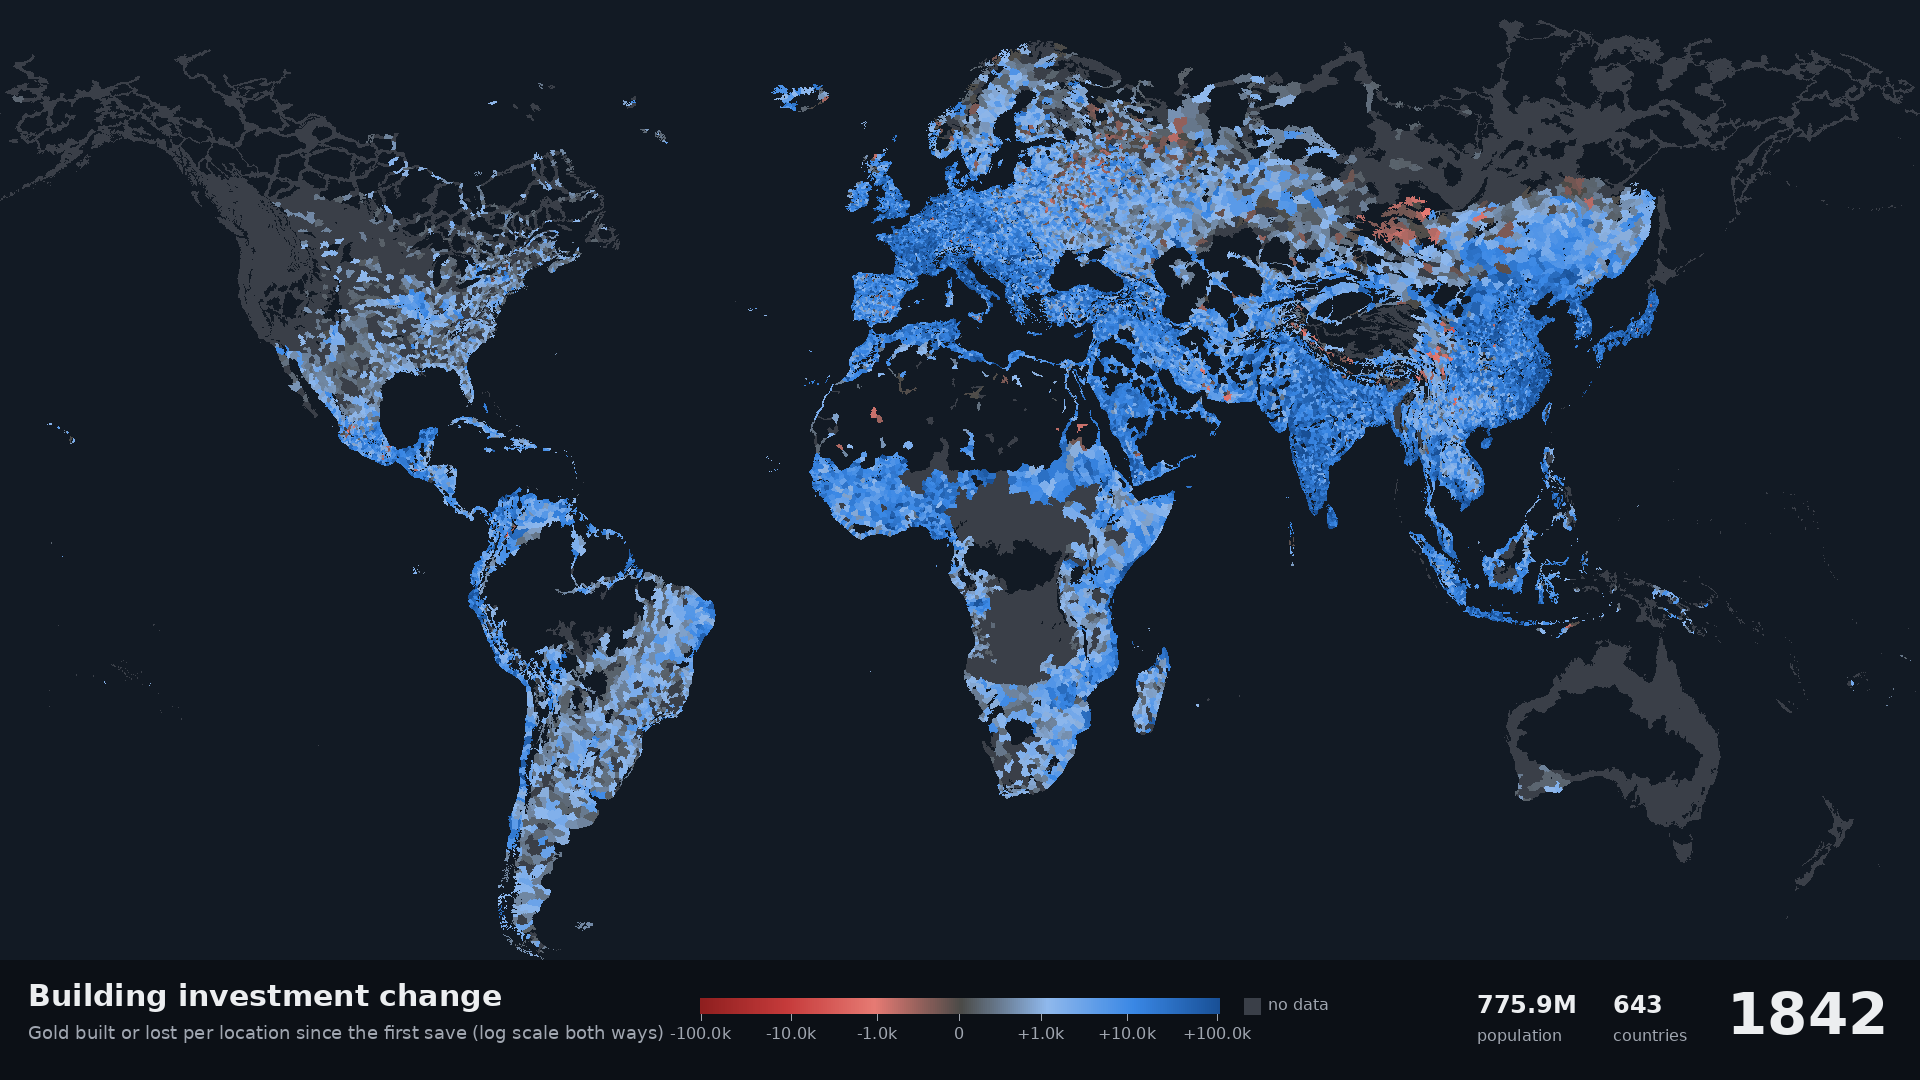 Building investment change
Gold built or lost per location since the first save (log scale both ways)
-100.0k -10.0k -1.0k 0 +1.0k +10.0k +100.0k
no data
775.9M
population
643
countries
1842